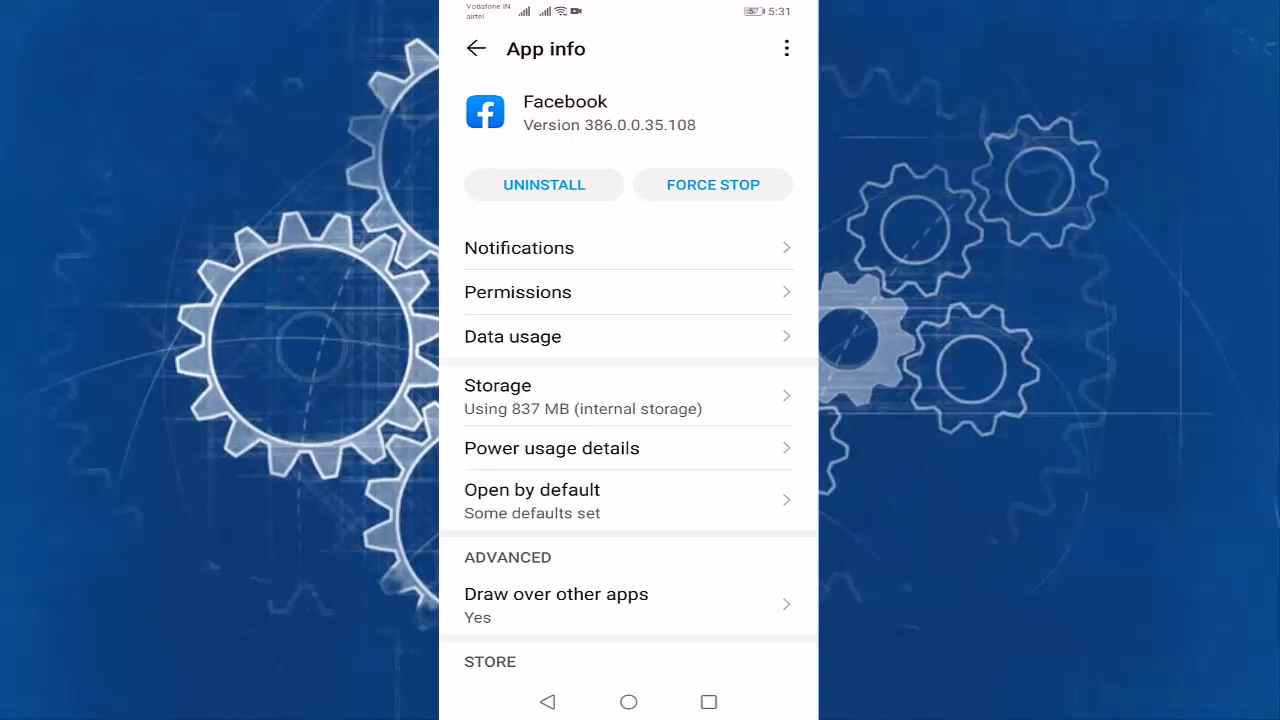 Vodafone IN
airtel
57 5:31
App info
Facebook
Version 386.0.0.35.108
UNINSTALL
FORCE STOP
Notifications
Permissions
Data usage
Storage
Using 837 MB (internal storage)
Power usage details
Open by default
Some defaults set
ADVANCED
Draw over other apps
Yes
STORE